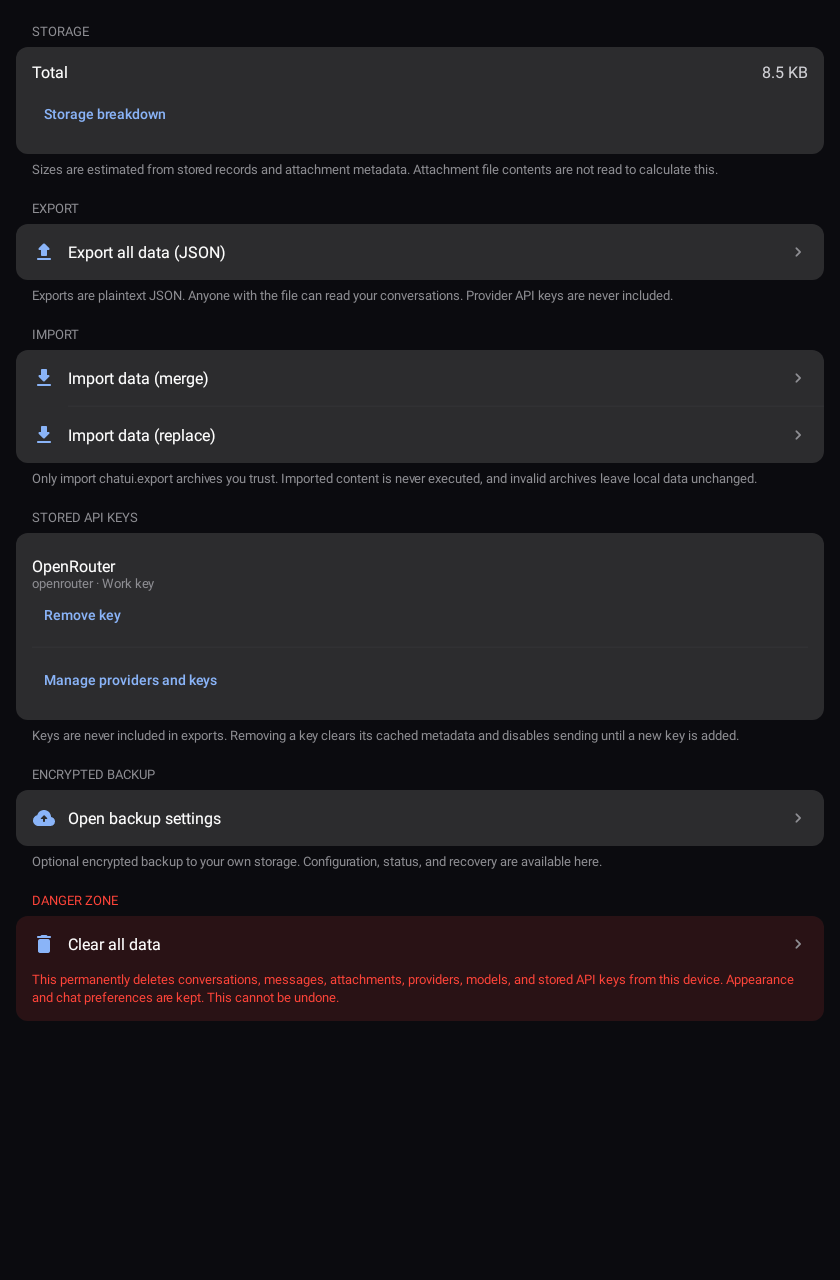 STORAGE
Total
8.5 KB
Storage breakdown
Sizes are estimated from stored records and attachment metadata. Attachment file contents are not read to calculate this.
EXPORT
Export all data (JSON)
Exports are plaintext JSON. Anyone with the file can read your conversations. Provider API keys are never included.
IMPORT
Import data (merge)
Import data (replace)
Only import chatui.export archives you trust. Imported content is never executed, and invalid archives leave local data unchanged.
STORED API KEYS
OpenRouter
openrouter · Work key
Remove key
Manage providers and keys
Keys are never included in exports. Removing a key clears its cached metadata and disables sending until a new key is added.
ENCRYPTED BACKUP
Open backup settings
Optional encrypted backup to your own storage. Configuration, status, and recovery are available here.
DANGER ZONE
Clear all data
This permanently deletes conversations, messages, attachments, providers, models, and stored API keys from this device. Appearance
and chat preferences are kept. This cannot be undone.